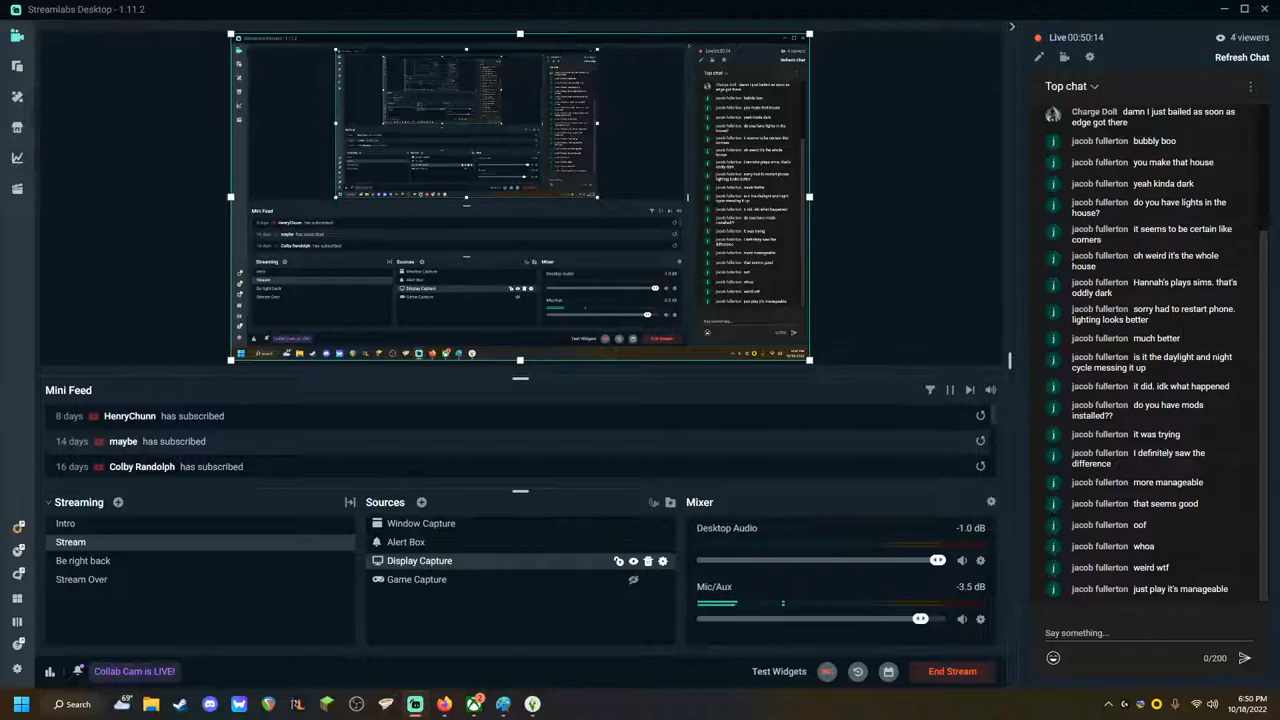 Streamlabs Desktop - 1.11.2
Live 00:50:14
4 viewers
Refresh Chat
Top chat
Charge Dolt damn I just bailed as soon as
edge got there
jacob fullerton bubbly boo
jacob fullerton you make that house
jacob fullerton yeah kinda dark
jacob fullerton do you have lights in the
house?
jacob fullerton it seems to be certain like
corners
jacob fullerton oh weird it's the whole
house
jacob fullerton Hannah plays sims. that's
oddly dark
jacob fullerton sorry had to restart phone.
lighting looks better
jacob fullerton much better
jacob fullerton is it the daylight and night
cycle messing it up
jacob fullerton it did. idk what happened
jacob fullerton do you have mods
installed??
jacob fullerton it was trying
jacob fullerton I definitely saw the
difference
jacob fullerton more manageable
jacob fullerton that seems good
jacob fullerton oof
jacob fullerton whoa
jacob fullerton weird wtf
jacob fullerton just play it's manageable
Say something...
0/200
Mini Feed
8 days HenryChunn has subscribed
14 days maybe has subscribed
16 days Colby Randolph has subscribed
Streaming
Intro
Stream
Be right back
Stream Over
Sources
Window Capture
Alert Box
Display Capture
Game Capture
Mixer
Desktop Audio -1.0 dB
Mic/Aux -3.5 dB
Collab Cam is LIVE!
Test Widgets
REC
End Stream
69°
Search
2
6:50 PM
10/18/2022